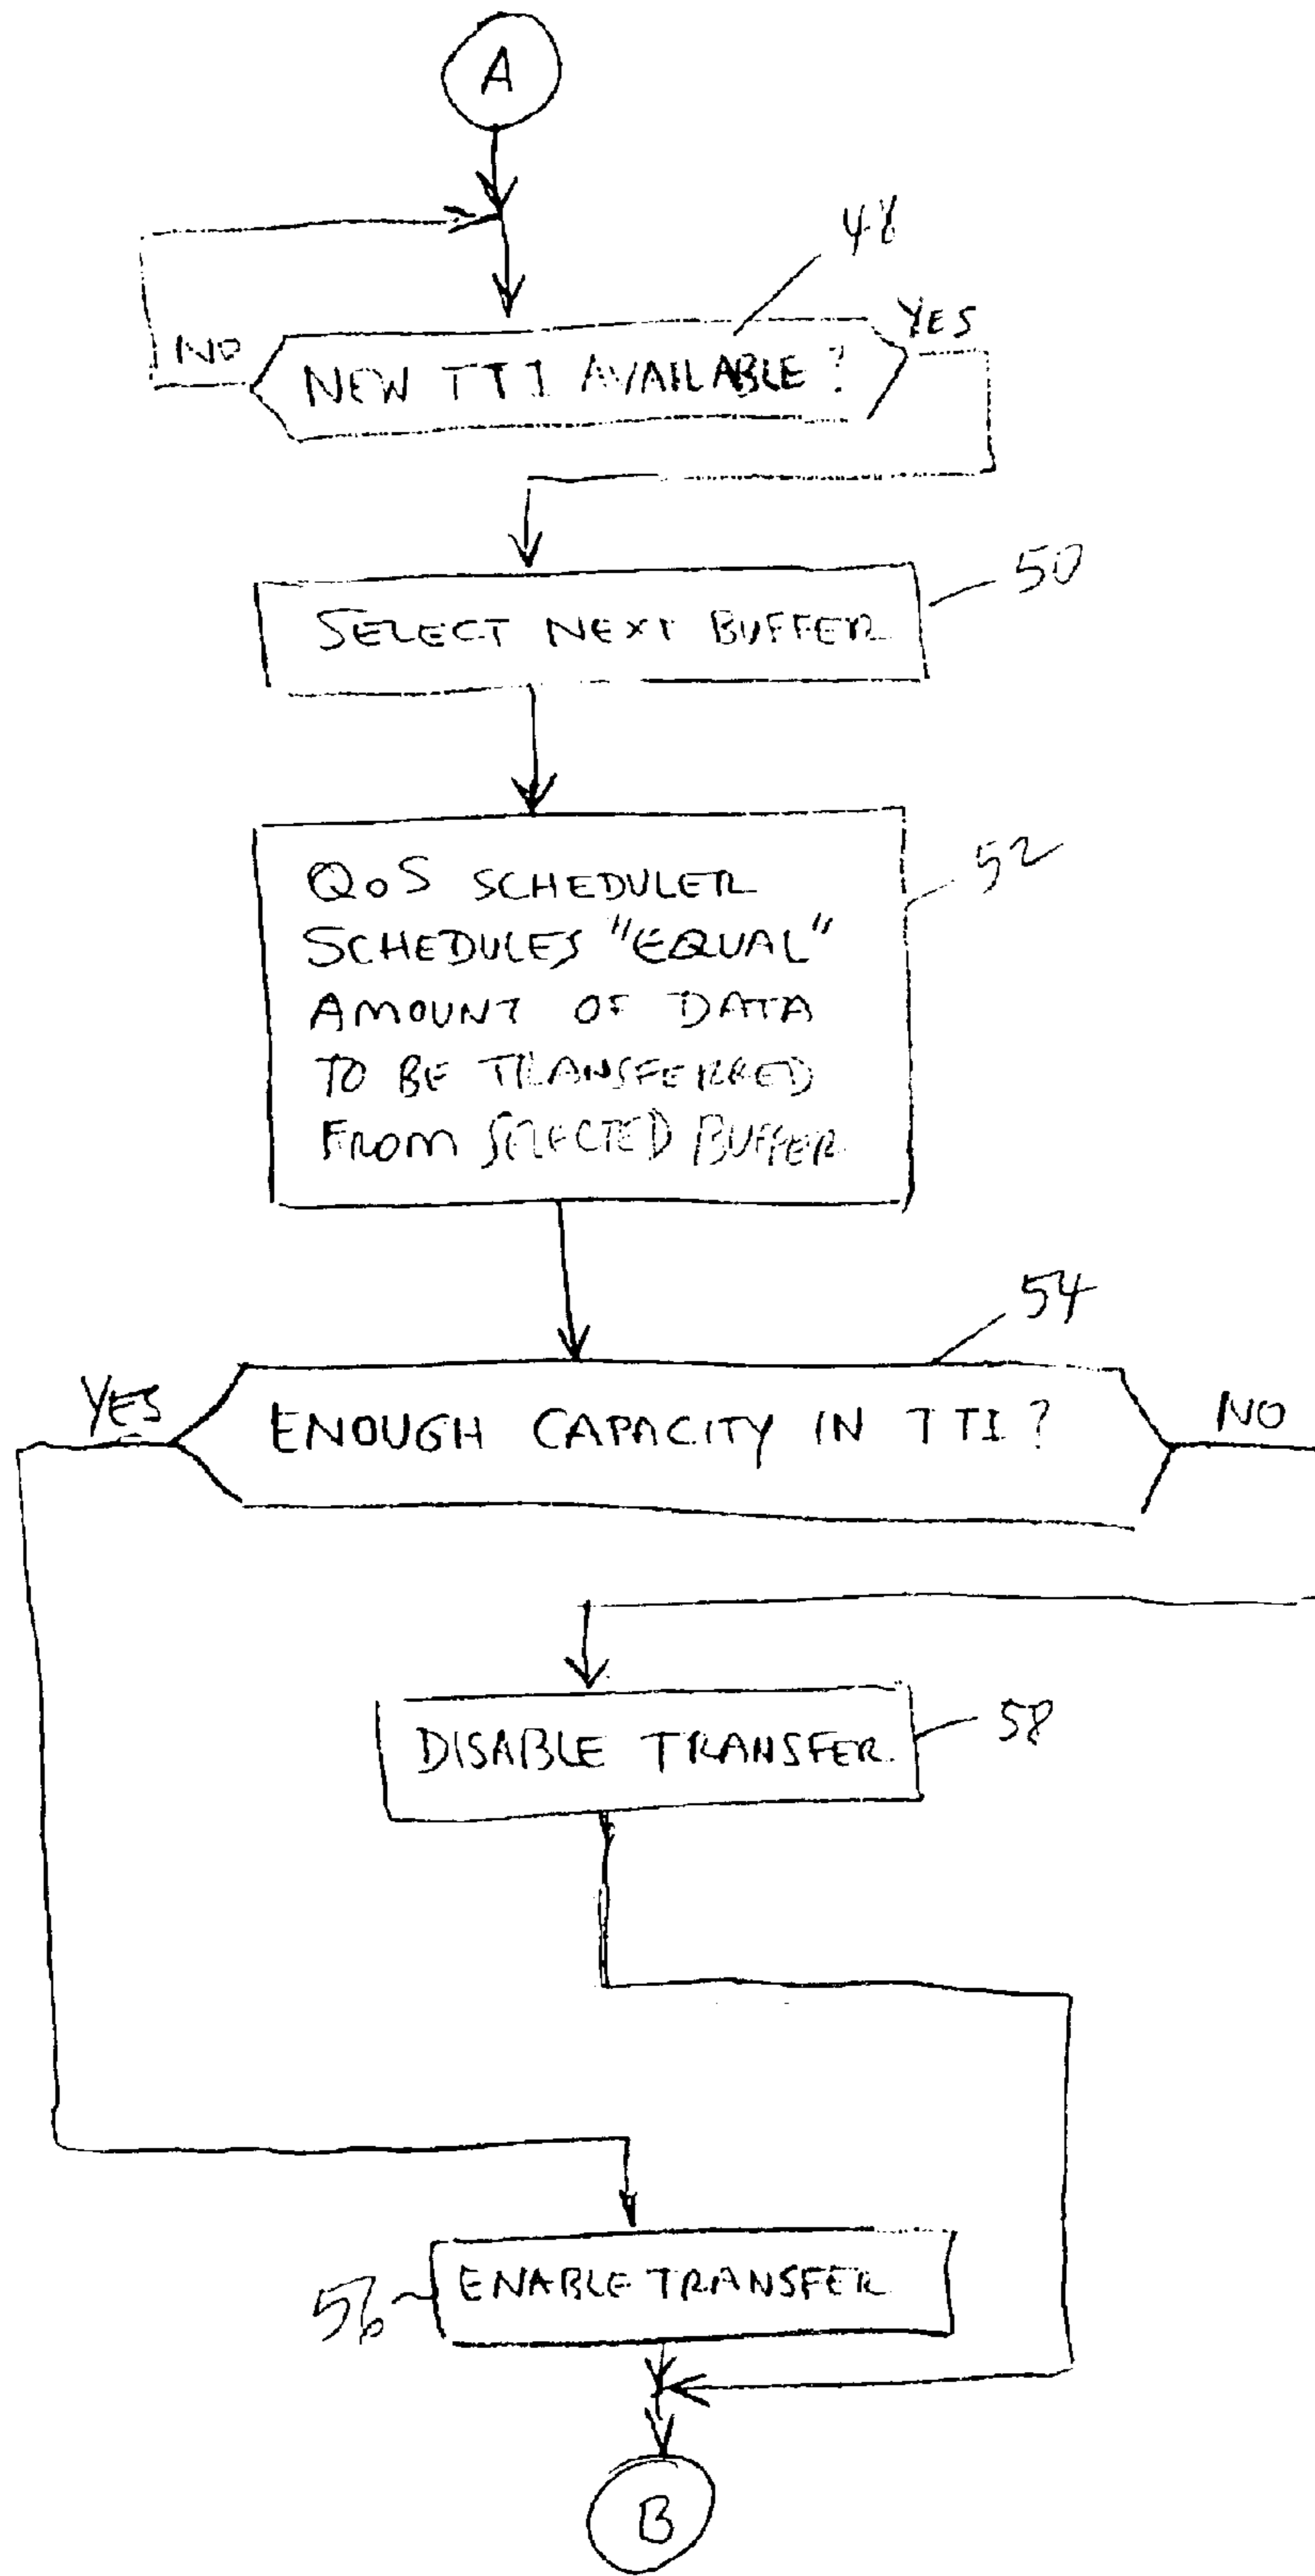 A
48
NO
YES
NEW TTI AVAILABLE?
50
SELECT NEXT BUFFER
52
QoS SCHEDULER
SCHEDULES "EQUAL"
AMOUNT OF DATA
TO BE TRANSFERRED
FROM SELECTED BUFFER
54
YES
ENOUGH CAPACITY IN TTI?
NO
DISABLE TRANSFER
58
56
ENABLE TRANSFER
B